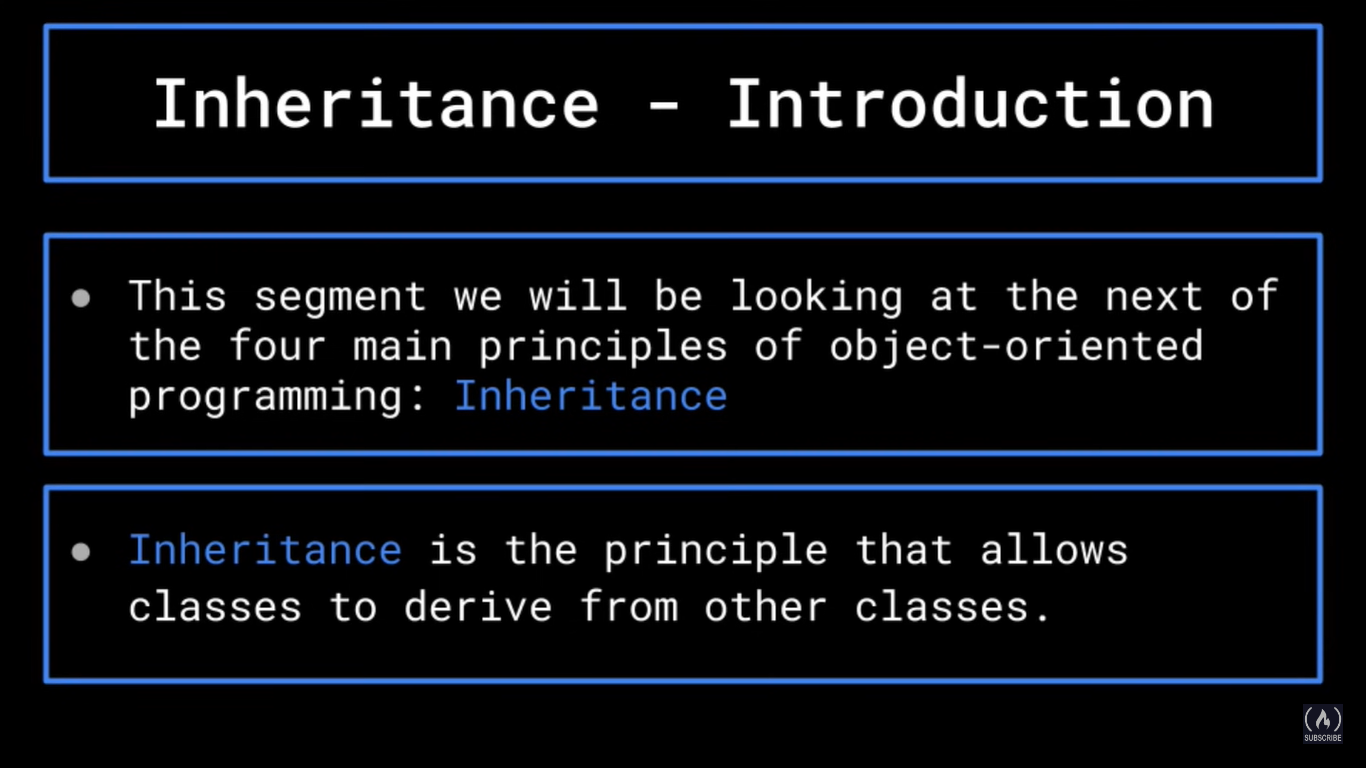 Inheritance - Introduction
● This segment we will be looking at the next of
the four main principles of object-oriented
programming: Inheritance
● Inheritance is the principle that allows
classes to derive from other classes.
SUBSCRIBE